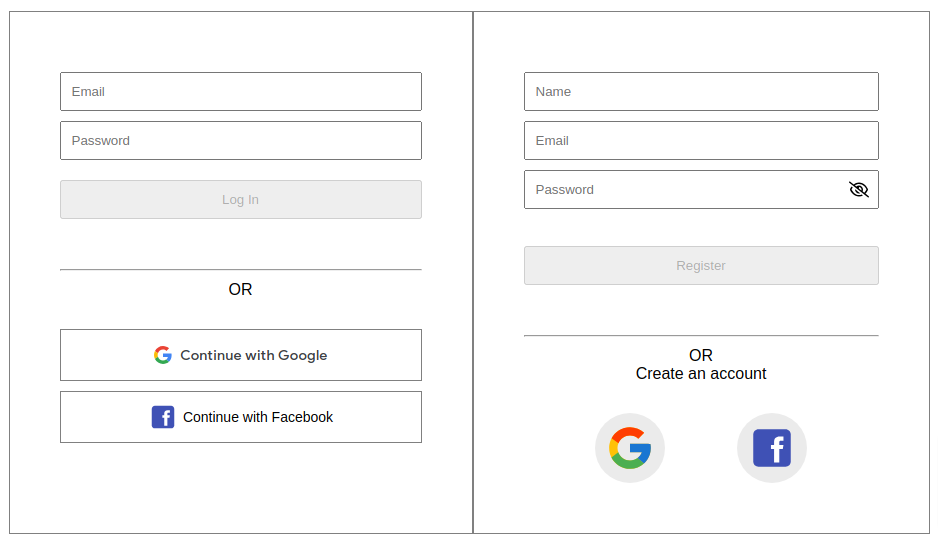 Email
Password
Log In
OR
Continue with Google
Continue with Facebook
Name
Email
Password
Register
OR
Create an account